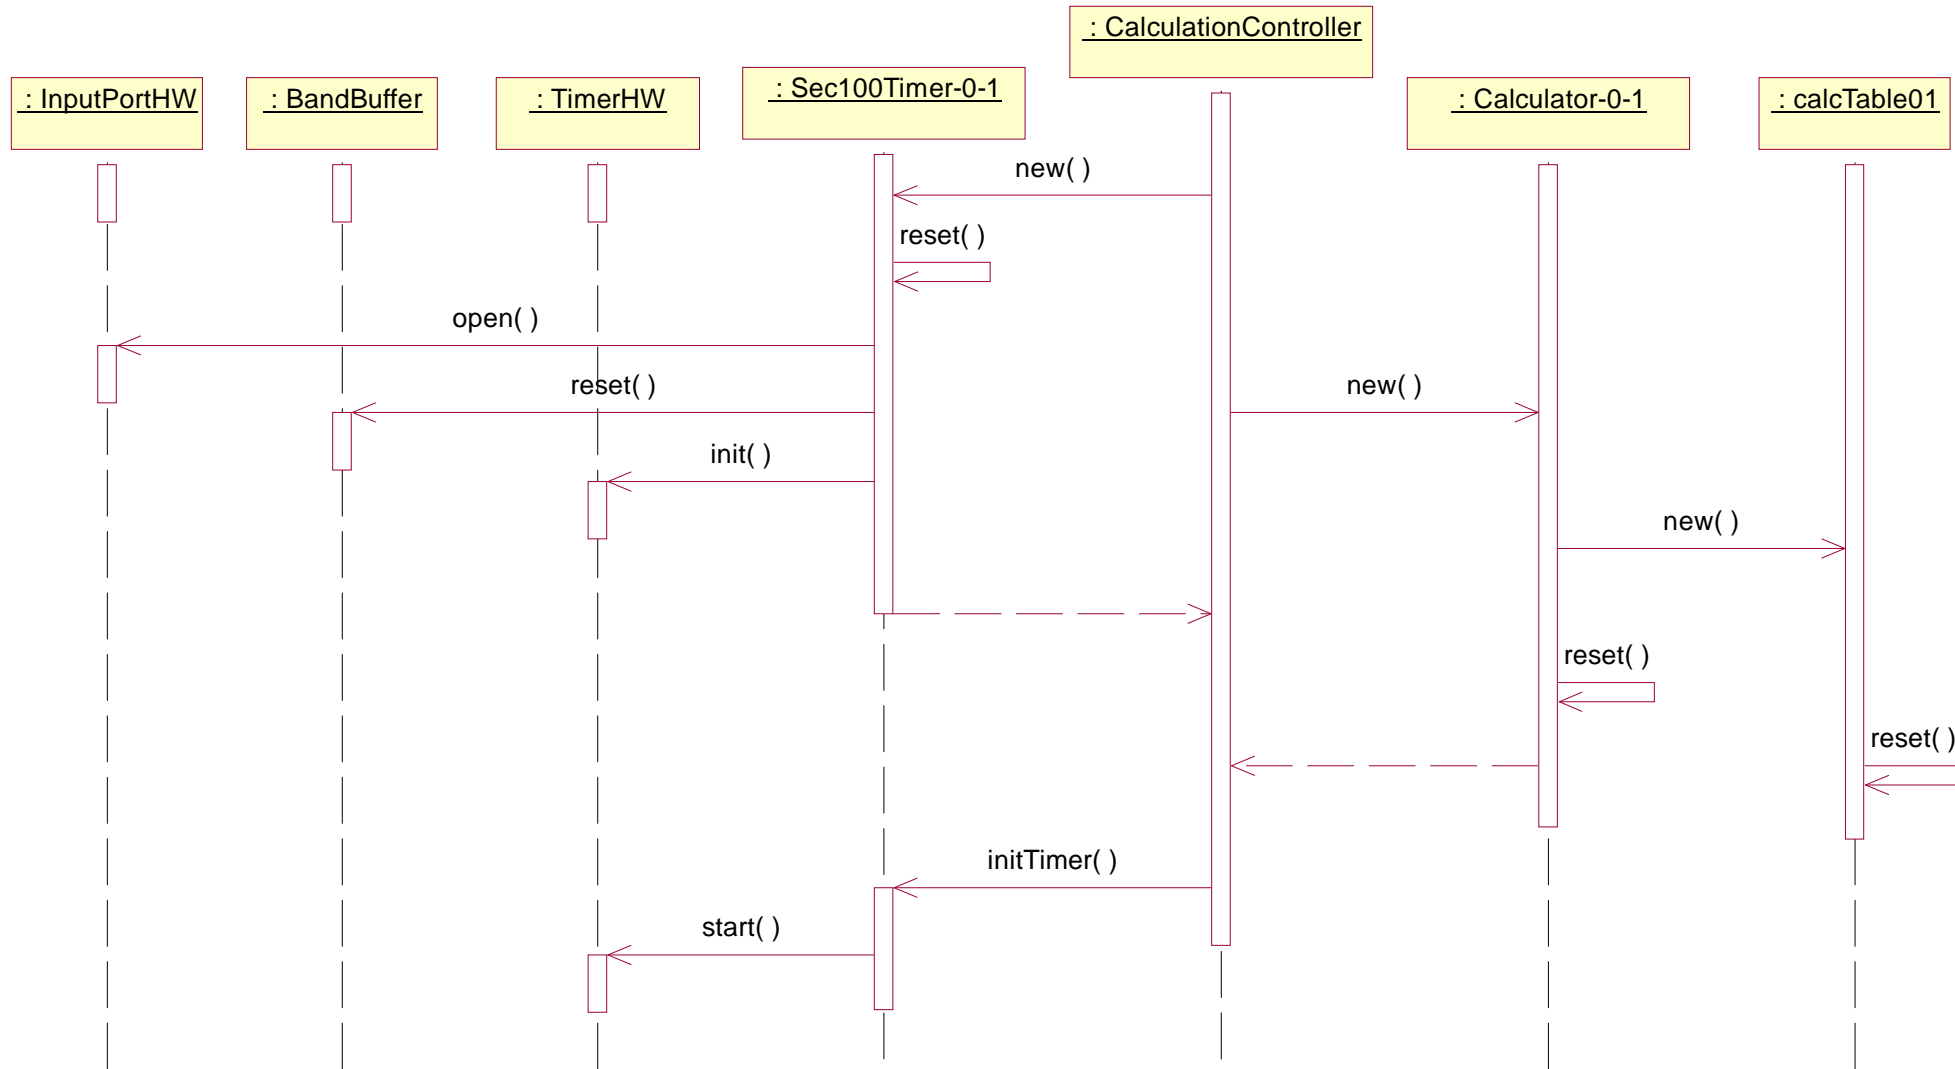 : CalculationController
: InputPortHW
: BandBuffer
: TimerHW
: Sec100Timer-0-1
: Calculator-0-1
: calcTable01
new( )
reset( )
open( )
reset( )
new( )
init( )
new( )
reset( )
reset( )
initTimer( )
start( )